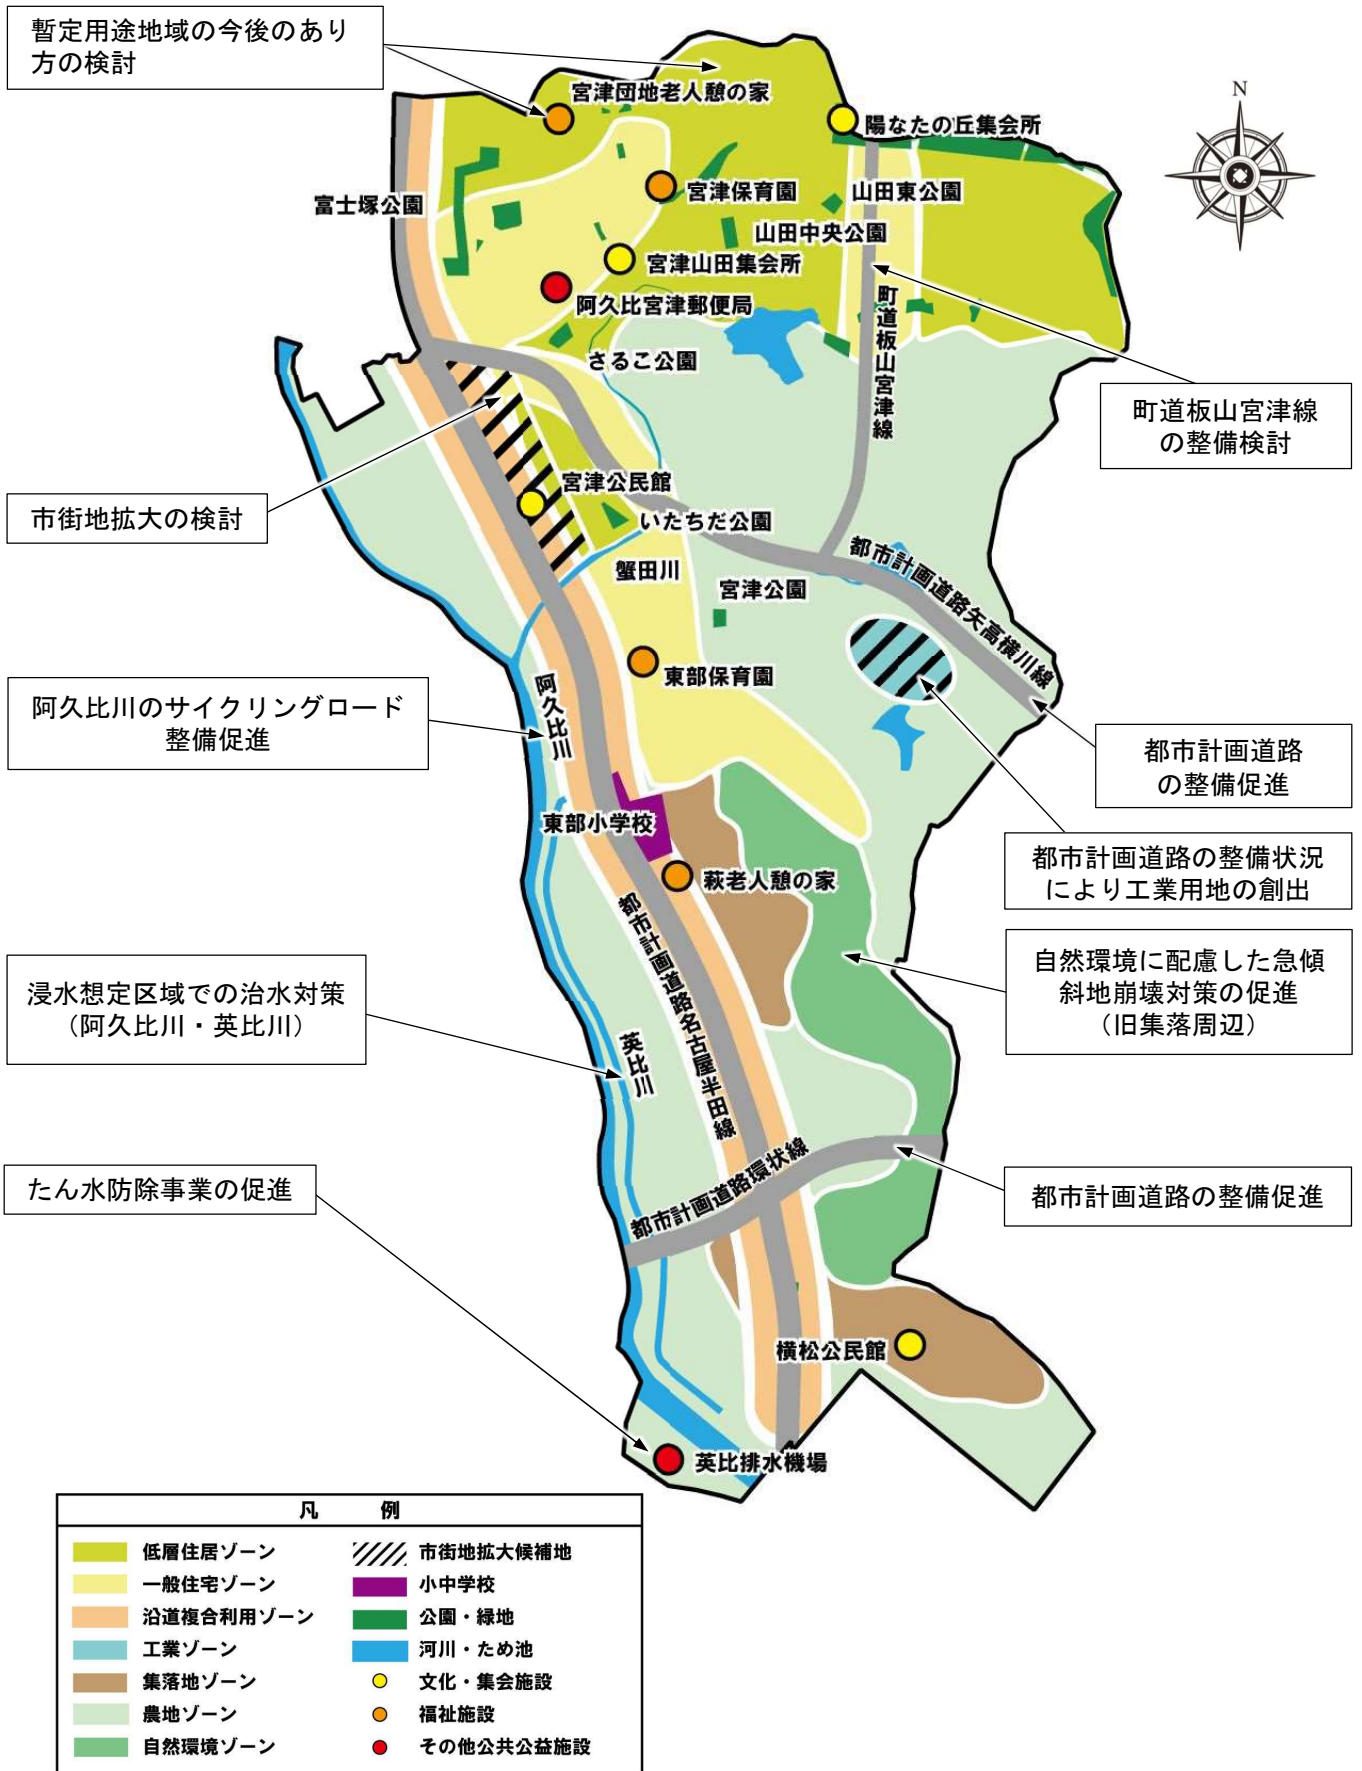 暫定用途地域の今後のあり
方の検討
宮津団地老人憩の家
陽なたの丘集会所
N
富士塚公園
宮津保育園
山田東公園
山田中央公園
宮津山田集会所
阿久比宮津郵便局
町道板山宮津線
さるこ公園
町道板山宮津線
の整備検討
市街地拡大の検討
宮津公民館
いたちだ公園
蟹田川
宮津公園
都市計画道路矢高横川線
東部保育園
阿久比川のサイクリングロード
整備促進
阿久比川
都市計画道路
の整備促進
東部小学校
萩老人憩の家
都市計画道路の整備状況
により工業用地の創出
都市計画道路名古屋半田線
自然環境に配慮した急傾
斜地崩壊対策の促進
(旧集落周辺)
浸水想定区域での治水対策
(阿久比川・英比川)
英比川
都市計画道路環状線
たん水防除事業の促進
都市計画道路の整備促進
横松公民館
英比排水機場
凡 例
低層住居ゾーン
一般住宅ゾーン
沿道複合利用ゾーン
工業ゾーン
集落地ゾーン
農地ゾーン
自然環境ゾーン
市街地拡大候補地
小中学校
公園・緑地
河川・ため池
文化・集会施設
福祉施設
その他公共公益施設